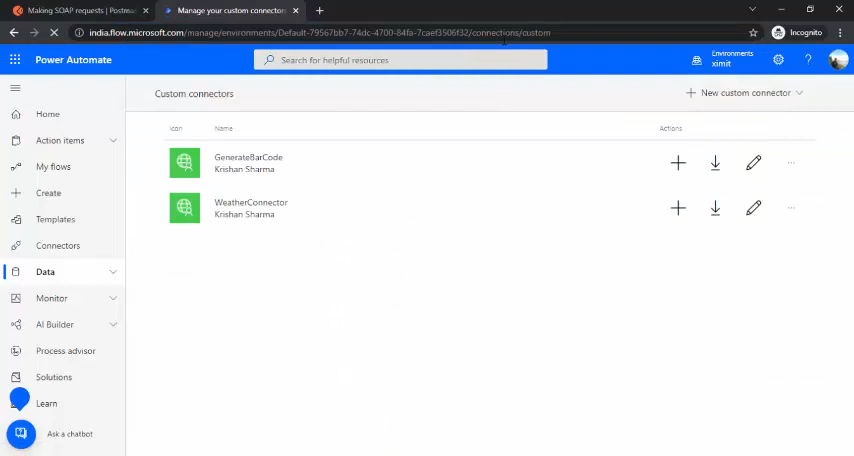 Making SOAP requests | Postma
Manage your custom connector
india.flow.microsoft.com/manage/environments/Default-79567bb7-74dc-4700-84fa-7caef3506f32/connections/custom
Incognito
Power Automate
Search for helpful resources
Environments
ximit
Custom connectors
New custom connector
Icon
Name
Actions
GenerateBarCode
Krishan Sharma
WeatherConnector
Krishan Sharma
Home
Action items
My flows
Create
Templates
Connectors
Data
Monitor
AI Builder
Process advisor
Solutions
Learn
Ask a chatbot